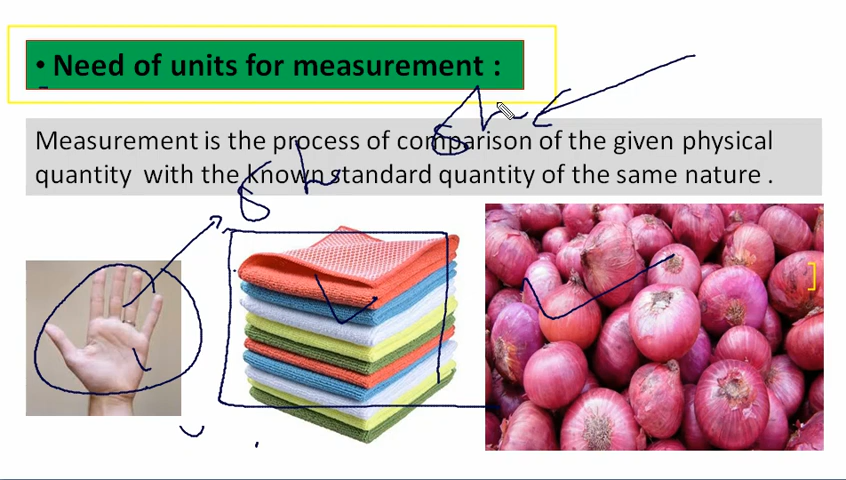 • Need of units for measurement :
Measurement is the process of comparison of the given physical
quantity with the known standard quantity of the same nature .